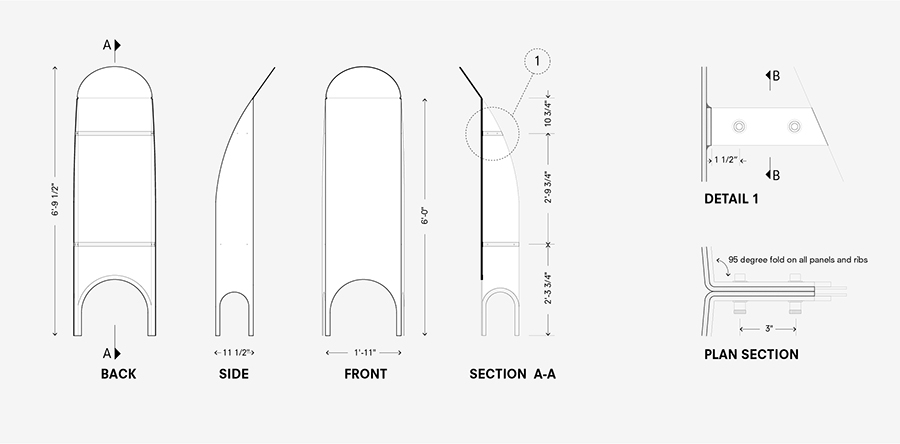 A
6'-9 1/2"
A
BACK
11 1/2"
SIDE
6'-0"
1'-11"
FRONT
1
10 3/4"
2'-9 3/4"
2'-3 3/4"
SECTION A-A
B
1 1/2"
B
DETAIL 1
95 degree fold on all panels and ribs
3"
PLAN SECTION